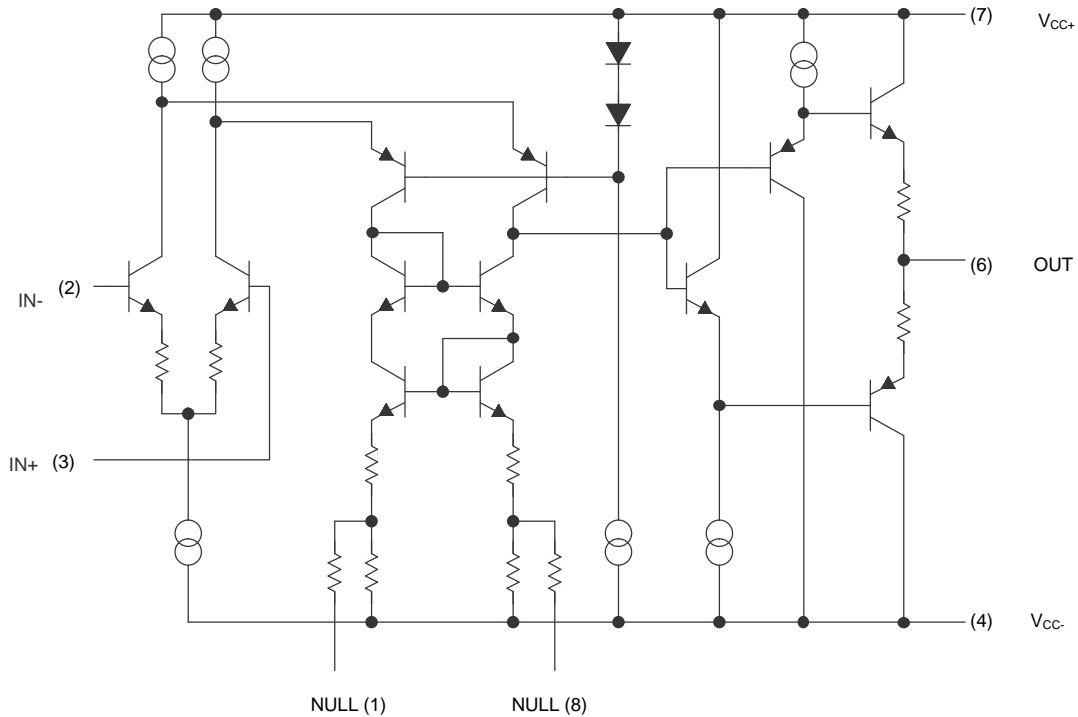 (7) VCC+
IN- (2)
(6) OUT
IN+ (3)
(4) VCC-
NULL (1) NULL (8)